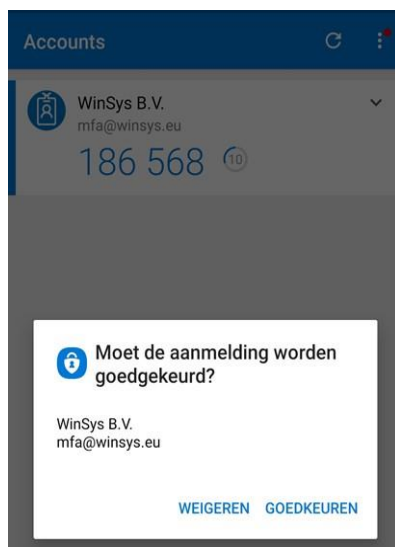 Accounts
WinSys B.V.
mfa@winsys.eu
186 568 10
Moet de aanmelding worden
goedgekeurd?
WinSys B.V.
mfa@winsys.eu
WEIGEREN GOEDKEUREN